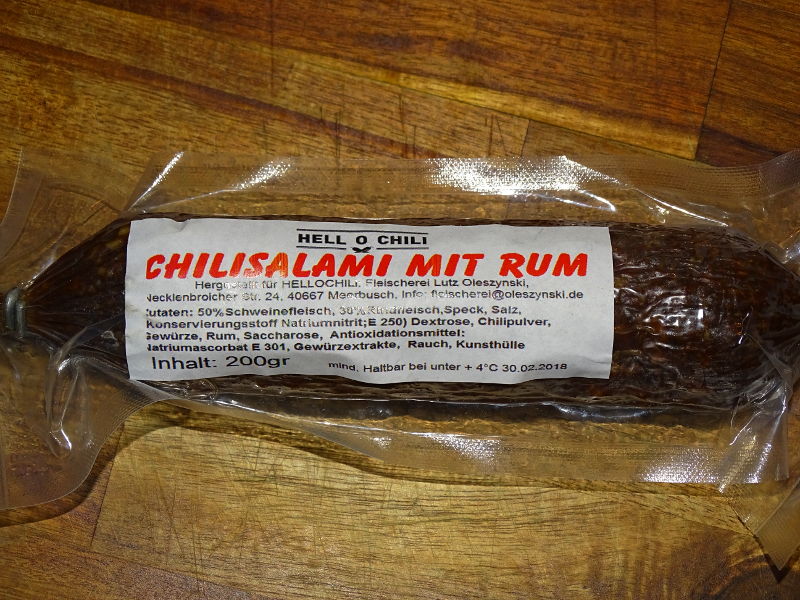 HELL O CHILI
CHILISALAMI MIT RUM
Hergestellt für HELLOCHILI. Fleischerei Lutz Oleszynski,
Necklenbroicher Str. 24, 40667 Meerbusch, Info: fleischerei@oleszynski.de
Zutaten: 50%Schweinefleisch, 30%Rindfleisch,Speck, Salz,
Konservierungsstoff Natriumnitrit;E 250) Dextrose, Chilipulver,
Gewürze, Rum, Saccharose, Antioxidationsmittel:
Natriumascorbat E 301, Gewürzextrakte, Rauch, Kunsthülle
Inhalt: 200gr mind. Haltbar bei unter + 4°C 30.02.2018